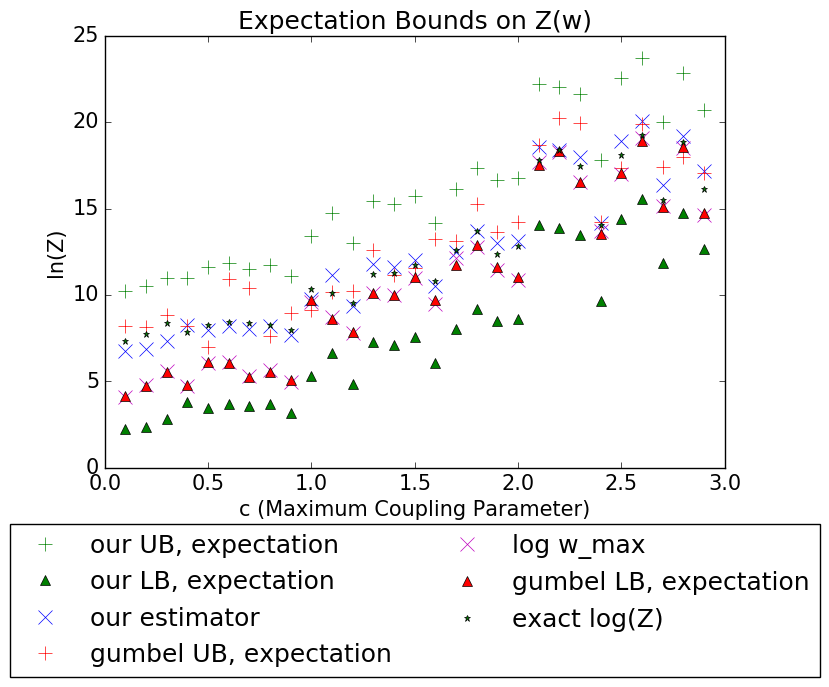 Expectation Bounds on Z(w)
25
20
15
10
5
0
ln(Z)
0.0 0.5 1.0 1.5 2.0 2.5 3.0
c (Maximum Coupling Parameter)
our UB, expectation
our LB, expectation
our estimator
gumbel UB, expectation
log w_max
gumbel LB, expectation
exact log(Z)